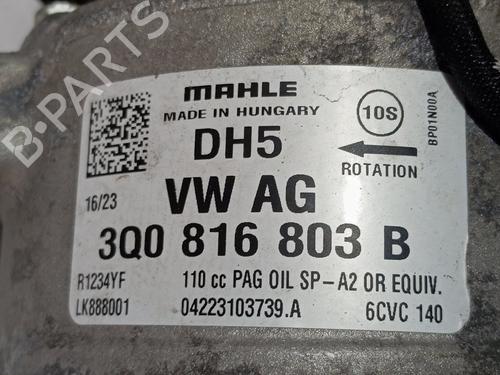 B-PARTS
MAHLE
MADE IN HUNGARY
10S
BP01N00A
DH5
ROTATION
16/23
VW AG
3Q0 816 803 B
R1234YF
110 cc PAG OIL SP-A2 OR EQUIV.
LK888001
04223103739.A
6CVC 140